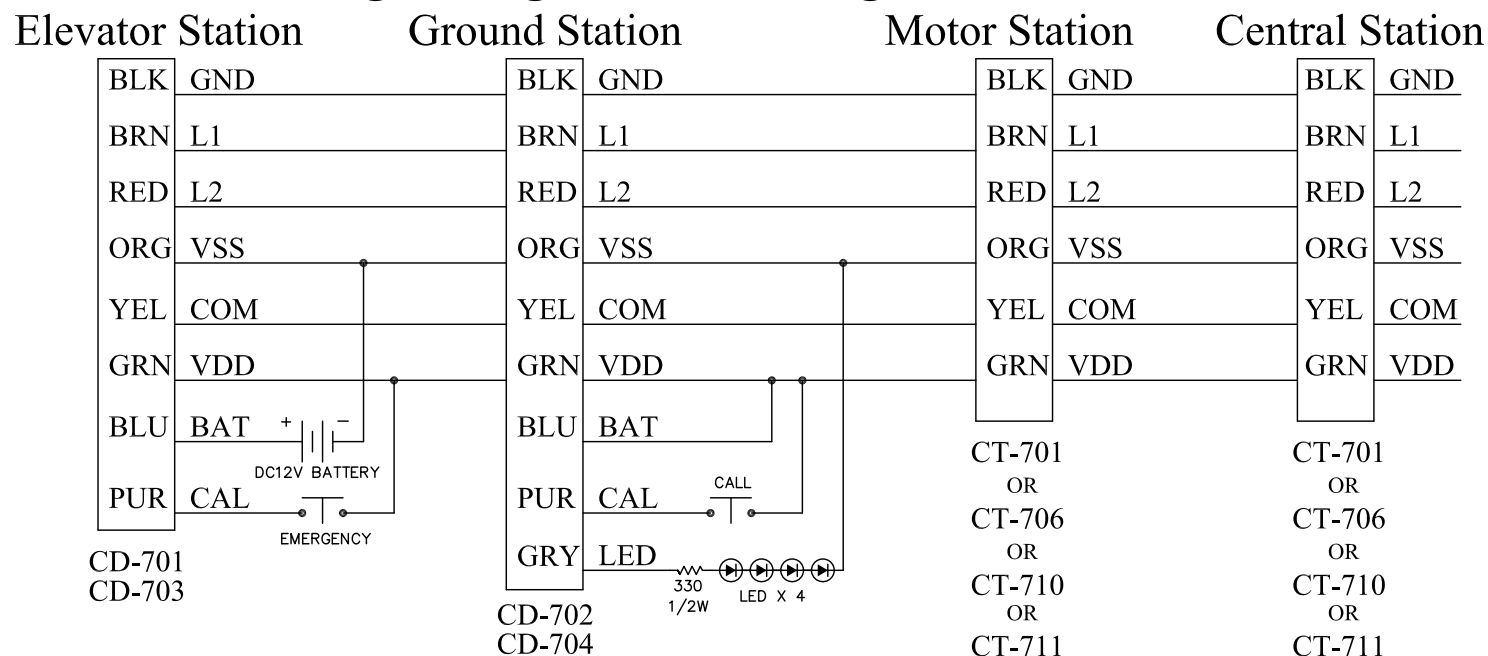 Elevator Station Ground Station Motor Station Central Station
BLK GND BLK GND BLK GND BLK GND
BRN L1 BRN L1 BRN L1 BRN L1
RED L2 RED L2 RED L2 RED L2
ORG VSS ORG VSS ORG VSS ORG VSS
YEL COM YEL COM YEL COM YEL COM
GRN VDD GRN VDD GRN VDD GRN VDD
BLU BAT + − BLU BAT
DC12V BATTERY
PUR CAL PUR CAL CALL
EMERGENCY
GRY LED
330
1/2W
LED X 4
CD-701
CD-703
CD-702
CD-704
CT-701
OR
CT-706
OR
CT-710
OR
CT-711
CT-701
OR
CT-706
OR
CT-710
OR
CT-711